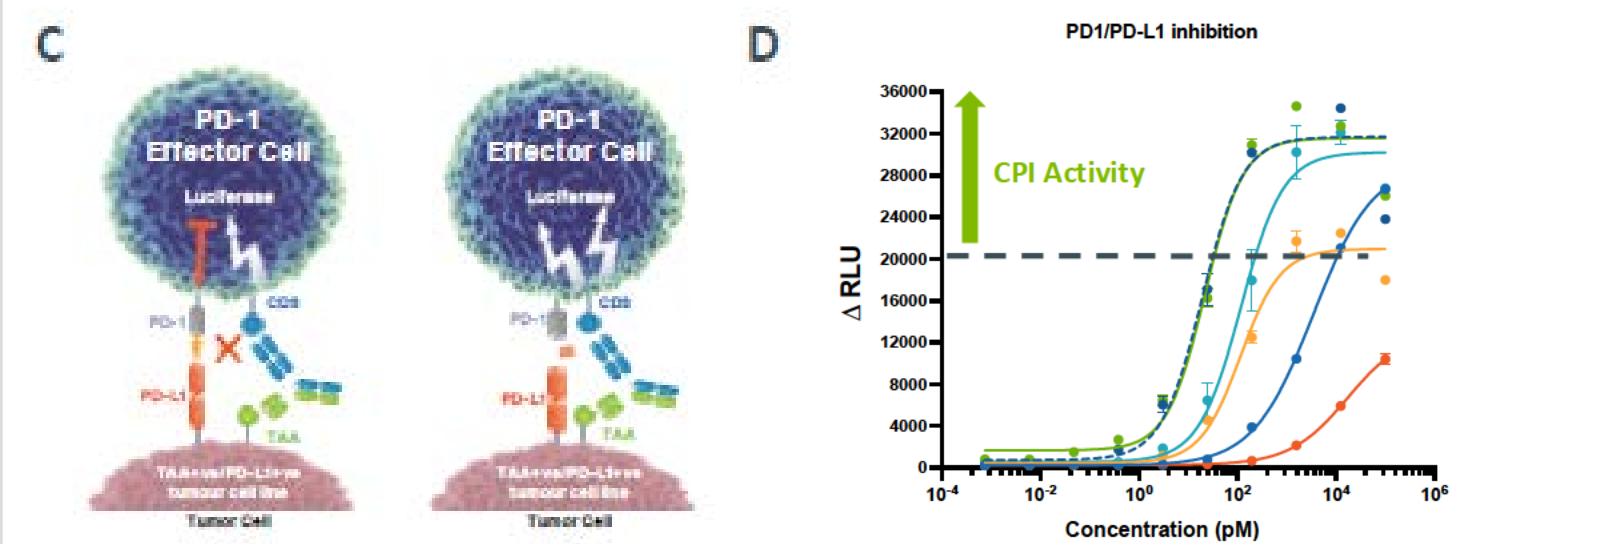 C
PD-1
Effector Cell
Luciferase
PD-1
CD3
PD-L1
TAA
TAA+ve/PD-L1+ve
tumour cell line
Tumor Cell
PD-1
Effector Cell
Luciferase
PD-1
CD3
PD-L1
TAA
TAA+ve/PD-L1+ve
tumour cell line
Tumor Cell
D
PD1/PD-L1 inhibition
CPI Activity
Δ RLU
36000
32000
28000
24000
20000
16000
12000
8000
4000
0
10-4
10-2
10⁰
10²
10⁴
10⁶
Concentration (pM)